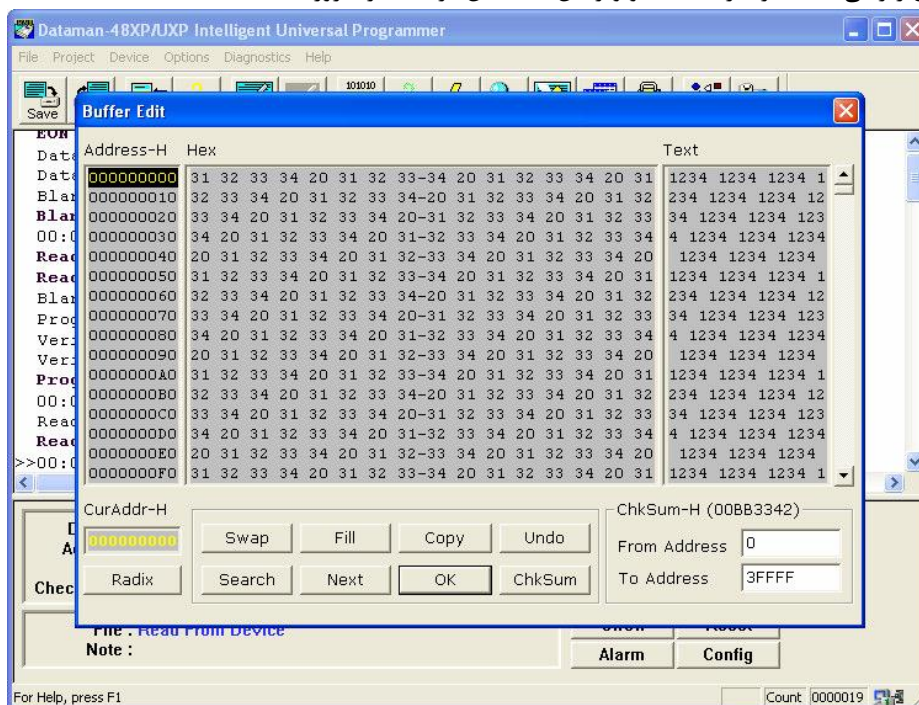 Dataman-48XP/UXP Intelligent Universal Programmer
File Project Device Options Diagnostics Help
101010
Save
Buffer Edit
Address-H Hex Text
000000000 31 32 33 34 20 31 32 33-34 20 31 32 33 34 20 31 1234 1234 1234 1
000000010 32 33 34 20 31 32 33 34-20 31 32 33 34 20 31 32 234 1234 1234 12
000000020 33 34 20 31 32 33 34 20-31 32 33 34 20 31 32 33 34 1234 1234 123
000000030 34 20 31 32 33 34 20 31-32 33 34 20 31 32 33 34 4 1234 1234 1234
000000040 20 31 32 33 34 20 31 32-33 34 20 31 32 33 34 20 1234 1234 1234
000000050 31 32 33 34 20 31 32 33-34 20 31 32 33 34 20 31 1234 1234 1234 1
000000060 32 33 34 20 31 32 33 34-20 31 32 33 34 20 31 32 234 1234 1234 12
000000070 33 34 20 31 32 33 34 20-31 32 33 34 20 31 32 33 34 1234 1234 123
000000080 34 20 31 32 33 34 20 31-32 33 34 20 31 32 33 34 4 1234 1234 1234
000000090 20 31 32 33 34 20 31 32-33 34 20 31 32 33 34 20 1234 1234 1234
0000000A0 31 32 33 34 20 31 32 33-34 20 31 32 33 34 20 31 1234 1234 1234 1
0000000B0 32 33 34 20 31 32 33 34-20 31 32 33 34 20 31 32 234 1234 1234 12
0000000C0 33 34 20 31 32 33 34 20-31 32 33 34 20 31 32 33 34 1234 1234 123
0000000D0 34 20 31 32 33 34 20 31-32 33 34 20 31 32 33 34 4 1234 1234 1234
0000000E0 20 31 32 33 34 20 31 32-33 34 20 31 32 33 34 20 1234 1234 1234
0000000F0 31 32 33 34 20 31 32 33-34 20 31 32 33 34 20 31 1234 1234 1234 1
>>00:0
CurAddr-H ChkSum-H (00BB3342)
000000000 Swap Fill Copy Undo From Address 0
Radix Search Next OK ChkSum To Address 3FFFF
Chec
File : Read From Device
Note :
Alarm Config
For Help, press F1 Count 0000019